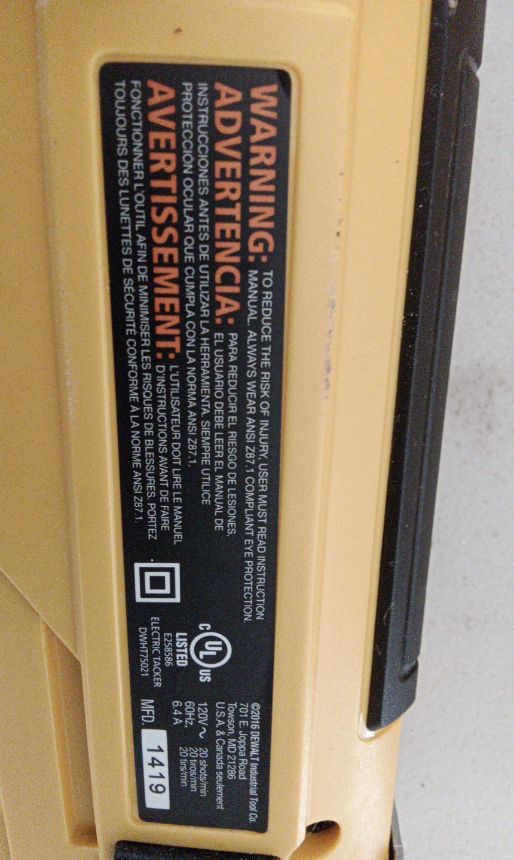 WARNING: TO REDUCE THE RISK OF INJURY, USER MUST READ INSTRUCTION
MANUAL. ALWAYS WEAR ANSI Z87.1 COMPLIANT EYE PROTECTION.
ADVERTENCIA: PARA REDUCIR EL RIESGO DE LESIONES,
EL USUARIO DEBE LEER EL MANUAL DE
INSTRUCCIONES ANTES DE UTILIZAR LA HERRAMIENTA. SIEMPRE UTILICE
PROTECCIÓN OCULAR QUE CUMPLA CON LA NORMA ANSI Z87.1.
AVERTISSEMENT: L'UTILISATEUR DOIT LIRE LE MANUEL
D'INSTRUCTIONS AVANT DE FAIRE
FONCTIONNER L'OUTIL AFIN DE MINIMISER LES RISQUES DE BLESSURES. PORTEZ
TOUJOURS DES LUNETTES DE SÉCURITÉ CONFORME À LA NORME ANSI Z87.1.
C UL US
LISTED
E258586
ELECTRIC TACKER
DWHT75021
©2016 DEWALT Industrial Tool Co.
701 E. Joppa Road
Towson, MD 21286
U.S.A. & Canada seulement
120V ~ 20 shots/min
60Hz, 20 tiros/min
6.4 A 20 tirs/min
MFD. 1419